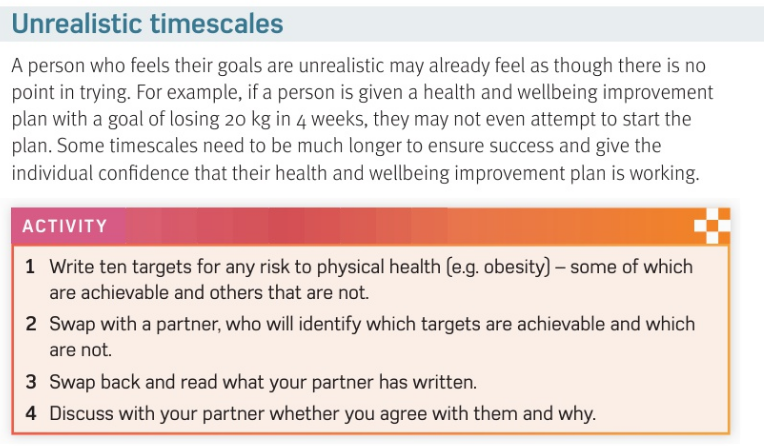 Unrealistic timescales
A person who feels their goals are unrealistic may already feel as though there is no
point in trying. For example, if a person is given a health and wellbeing improvement
plan with a goal of losing 20 kg in 4 weeks, they may not even attempt to start the
plan. Some timescales need to be much longer to ensure success and give the
individual confidence that their health and wellbeing improvement plan is working.
ACTIVITY
1 Write ten targets for any risk to physical health (e.g. obesity) – some of which
are achievable and others that are not.
2 Swap with a partner, who will identify which targets are achievable and which
are not.
3 Swap back and read what your partner has written.
4 Discuss with your partner whether you agree with them and why.